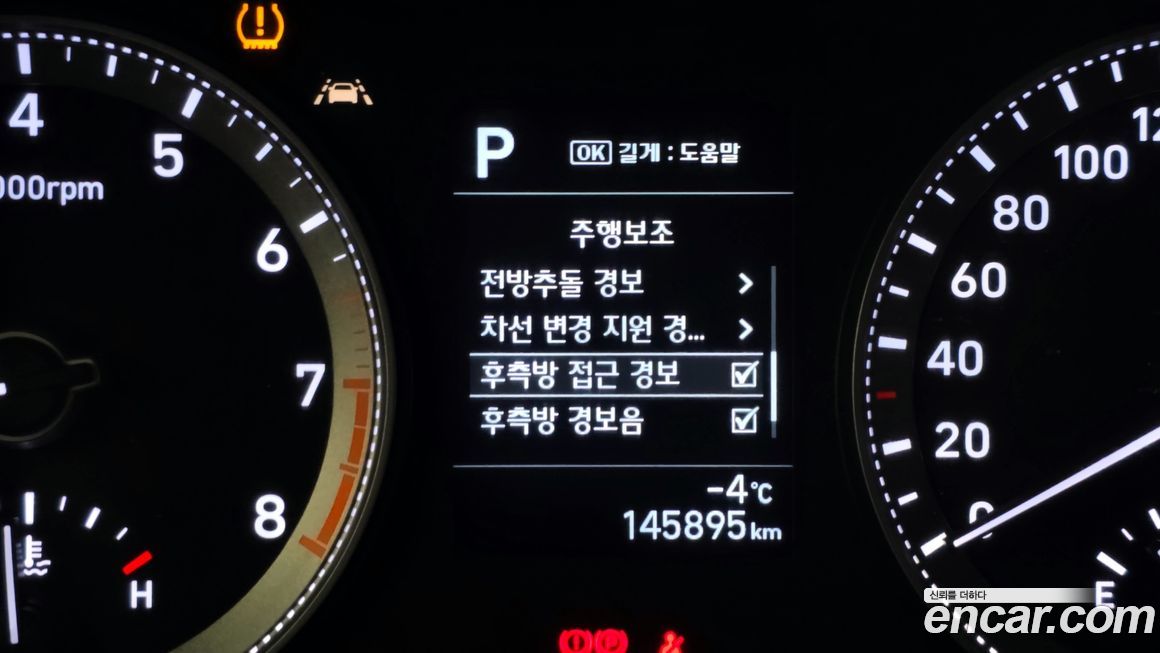 4
5
6
7
8
000rpm
H
P
OK 길게 : 도움말
주행보조
전방추돌 경보
차선 변경 지원 경...
후측방 접근 경보
후측방 경보음
-4°C
145895km
100
80
60
40
20
0
E
P
신뢰를 더하다
encar.com